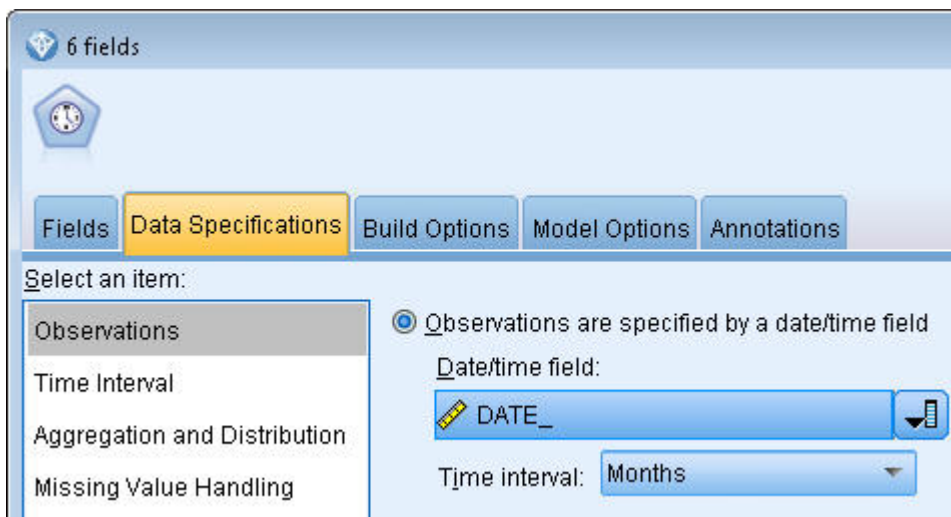 6 fields
Fields
Data Specifications
Build Options
Model Options
Annotations
Select an item:
Observations
Time Interval
Aggregation and Distribution
Missing Value Handling
Observations are specified by a date/time field
Date/time field:
DATE_
Time interval: Months